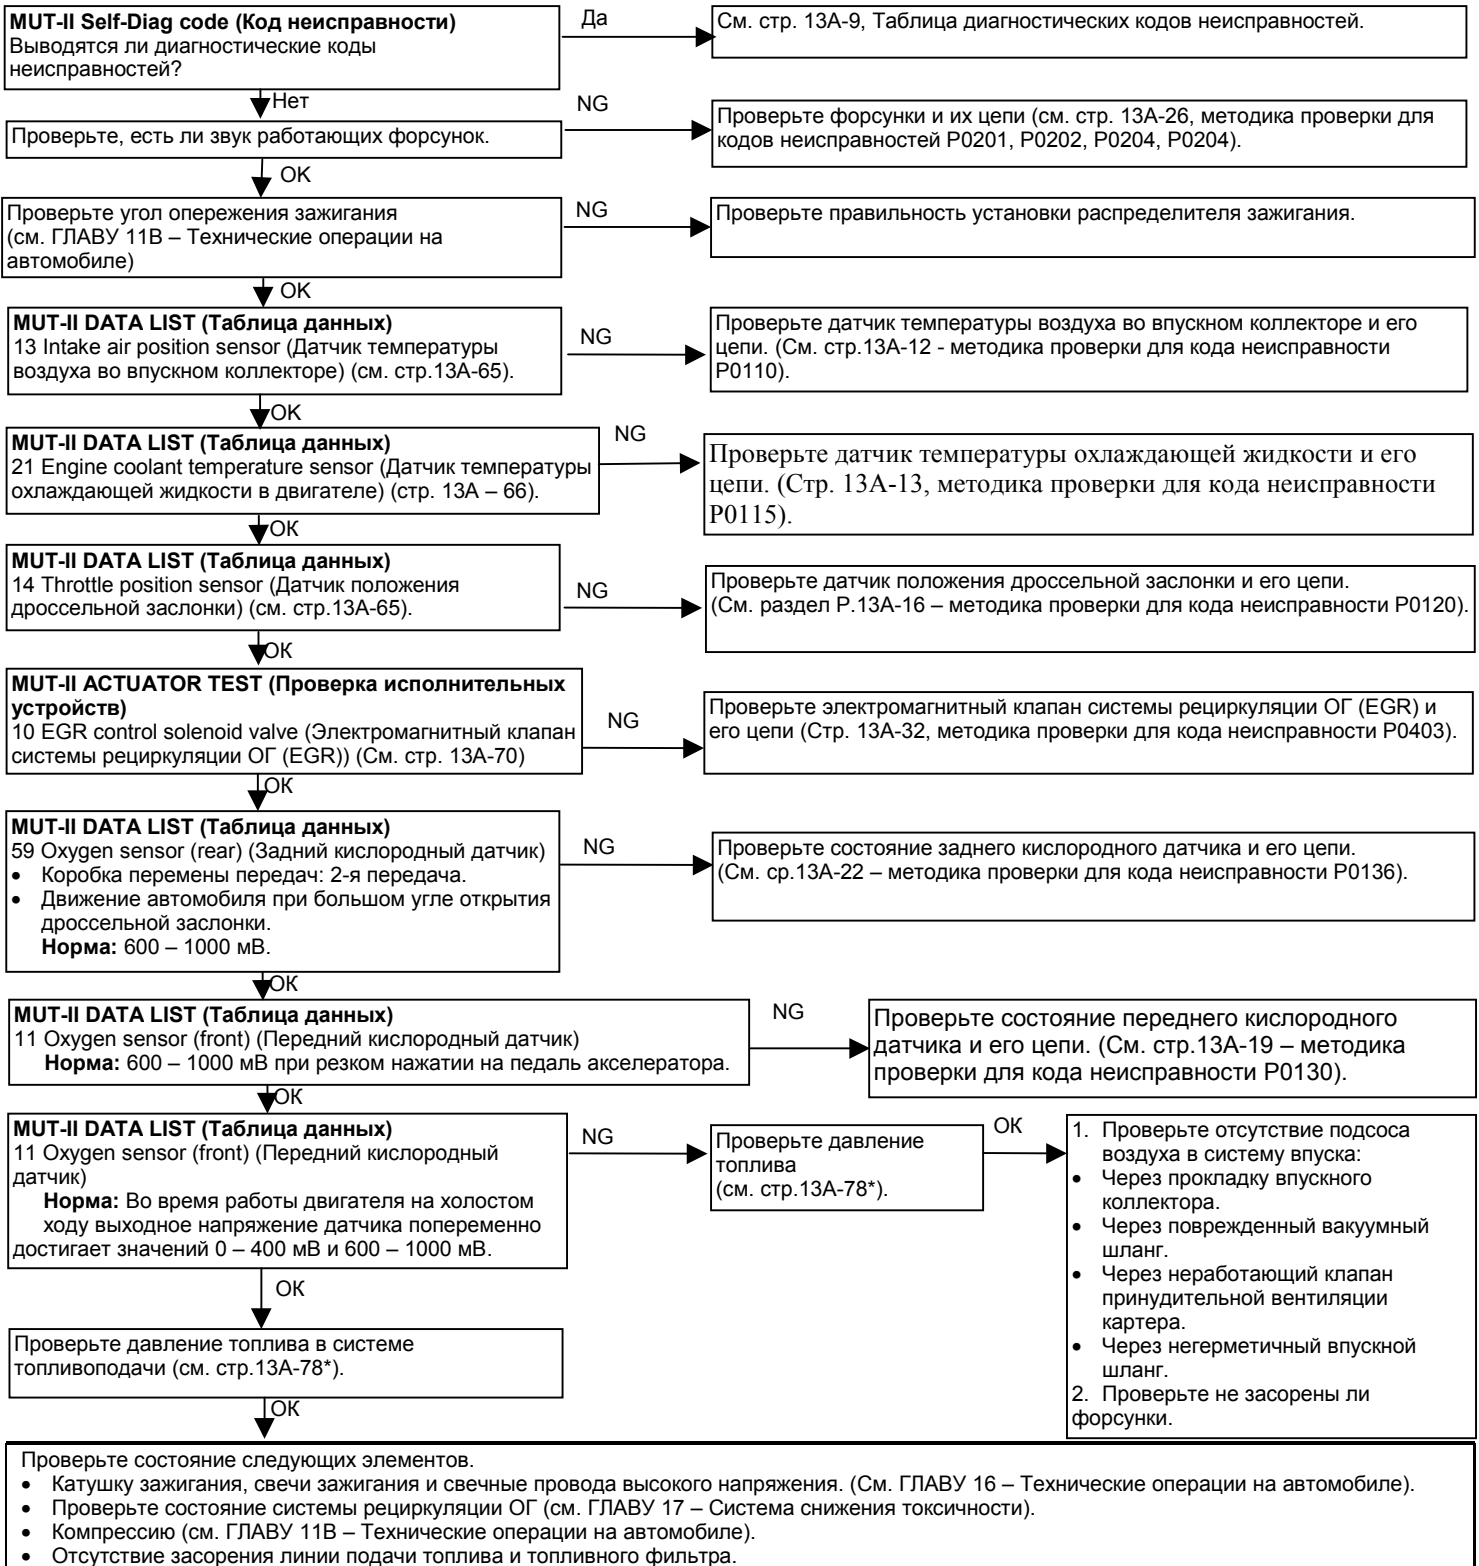 MUT-II Self-Diag code (Код неисправности)
Выводятся ли диагностические коды
неисправностей?
Да
См. стр. 13А-9, Таблица диагностических кодов неисправностей.
Нет
Проверьте, есть ли звук работающих форсунок.
NG
Проверьте форсунки и их цепи (см. стр. 13А-26, методика проверки для
кодов неисправностей Р0201, Р0202, Р0204, Р0204).
OK
Проверьте угол опережения зажигания
(см. ГЛАВУ 11В – Технические операции на
автомобиле)
NG
Проверьте правильность установки распределителя зажигания.
OK
MUT-II DATA LIST (Таблица данных)
13 Intake air position sensor (Датчик температуры
воздуха во впускном коллекторе) (см. стр.13А-65).
NG
Проверьте датчик температуры воздуха во впускном коллекторе и его
цепи. (См. стр.13А-12 - методика проверки для кода неисправности
Р0110).
OK
MUT-II DATA LIST (Таблица данных)
21 Engine coolant temperature sensor (Датчик температуры
охлаждающей жидкости в двигателе) (стр. 13А – 66).
NG
Проверьте датчик температуры охлаждающей жидкости и его
цепи. (Стр. 13А-13, методика проверки для кода неисправности
Р0115).
OK
MUT-II DATA LIST (Таблица данных)
14 Throttle position sensor (Датчик положения
дроссельной заслонки) (см. стр.13А-65).
NG
Проверьте датчик положения дроссельной заслонки и его цепи.
(См. раздел Р.13А-16 – методика проверки для кода неисправности Р0120).
OK
MUT-II ACTUATOR TEST (Проверка исполнительных
устройств)
10 EGR control solenoid valve (Электромагнитный клапан
системы рециркуляции ОГ (EGR)) (См. стр. 13А-70)
NG
Проверьте электромагнитный клапан системы рециркуляции ОГ (EGR) и
его цепи (Стр. 13А-32, методика проверки для кода неисправности Р0403).
OK
MUT-II DATA LIST (Таблица данных)
59 Oxygen sensor (rear) (Задний кислородный датчик)
• Коробка перемены передач: 2-я передача.
• Движение автомобиля при большом угле открытия
дроссельной заслонки.
Норма: 600 – 1000 мВ.
NG
Проверьте состояние заднего кислородного датчика и его цепи.
(См. ср.13А-22 – методика проверки для кода неисправности Р0136).
OK
MUT-II DATA LIST (Таблица данных)
11 Oxygen sensor (front) (Передний кислородный датчик)
Норма: 600 – 1000 мВ при резком нажатии на педаль акселератора.
NG
Проверьте состояние переднего кислородного
датчика и его цепи. (См. стр.13А-19 – методика
проверки для кода неисправности Р0130).
OK
MUT-II DATA LIST (Таблица данных)
11 Oxygen sensor (front) (Передний кислородный
датчик)
Норма: Во время работы двигателя на холостом
ходу выходное напряжение датчика попеременно
достигает значений 0 – 400 мВ и 600 – 1000 мВ.
NG
Проверьте давление
топлива
(см. стр.13А-78*).
OK
1. Проверьте отсутствие подсоса
воздуха в систему впуска:
• Через прокладку впускного
коллектора.
• Через поврежденный вакуумный
шланг.
• Через неработающий клапан
принудительной вентиляции
картера.
• Через негерметичный впускной
шланг.
2. Проверьте не засорены ли
форсунки.
OK
Проверьте давление топлива в системе
топливоподачи (см. стр.13А-78*).
OK
Проверьте состояние следующих элементов.
• Катушку зажигания, свечи зажигания и свечные провода высокого напряжения. (См. ГЛАВУ 16 – Технические операции на автомобиле).
• Проверьте состояние системы рециркуляции ОГ (см. ГЛАВУ 17 – Система снижения токсичности).
• Компрессию (см. ГЛАВУ 11В – Технические операции на автомобиле).
• Отсутствие засорения линии подачи топлива и топливного фильтра.